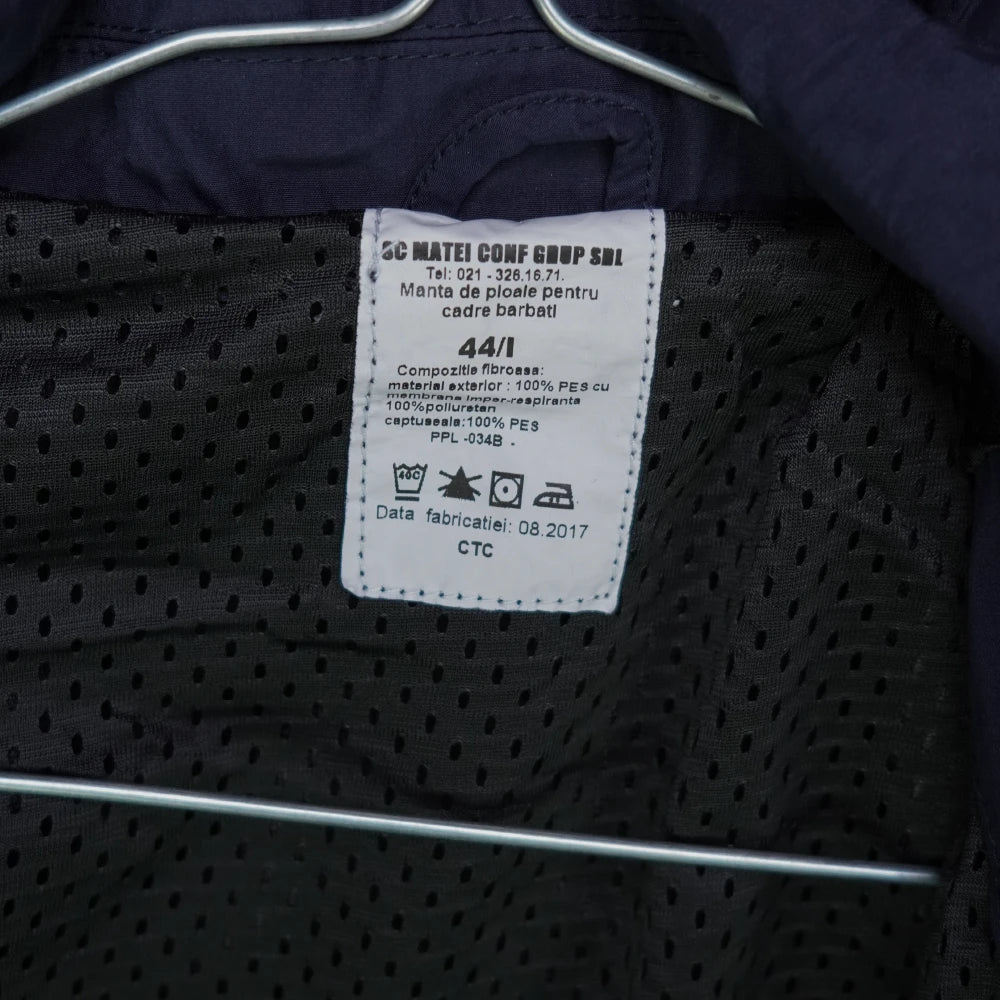 SC MATEI CONF GRUP SRL
Tel: 021 - 326.16.71.
Manta de ploaie pentru
cadre barbati
44/I
Compozitie fibroasa:
material exterior : 100% PES cu
membrana imper-respiranta
100%poliuretan
captuseala:100% PES
PPL -034B -
40C
Data fabricatiei: 08.2017
CTC